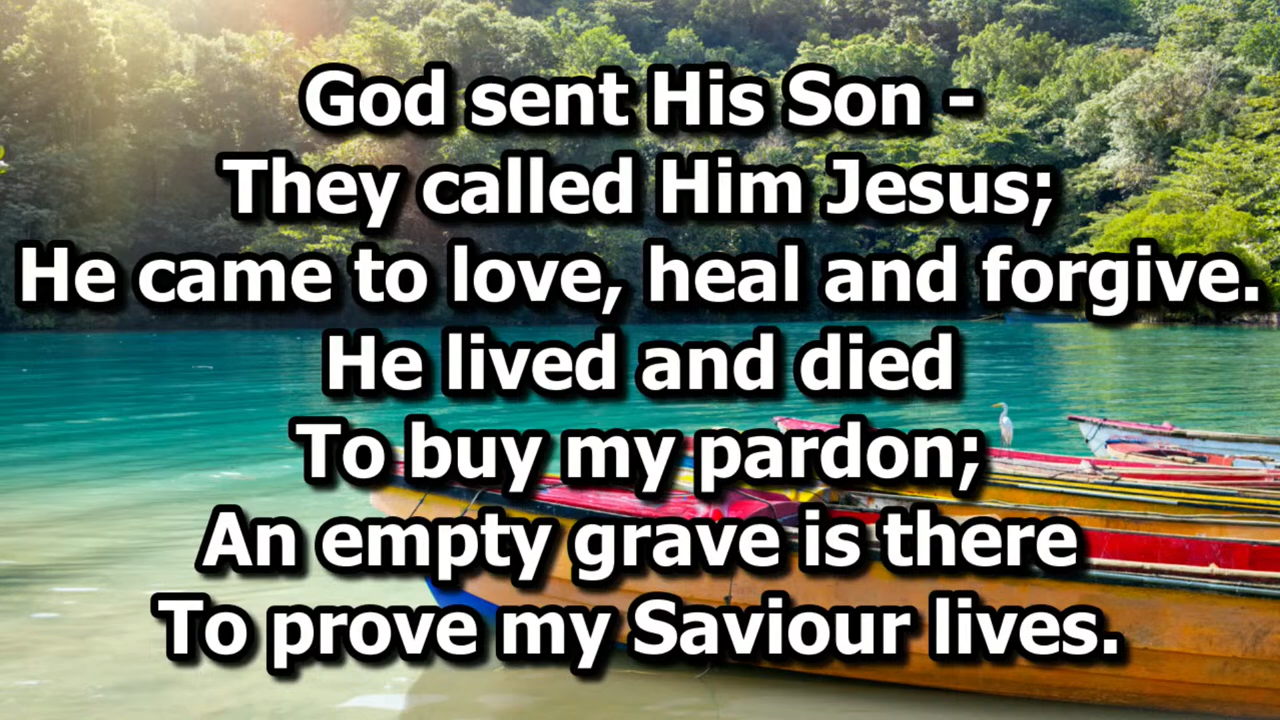 God sent His Son -
They called Him Jesus;
He came to love, heal and forgive.
He lived and died
To buy my pardon;
An empty grave is there
To prove my Saviour lives.